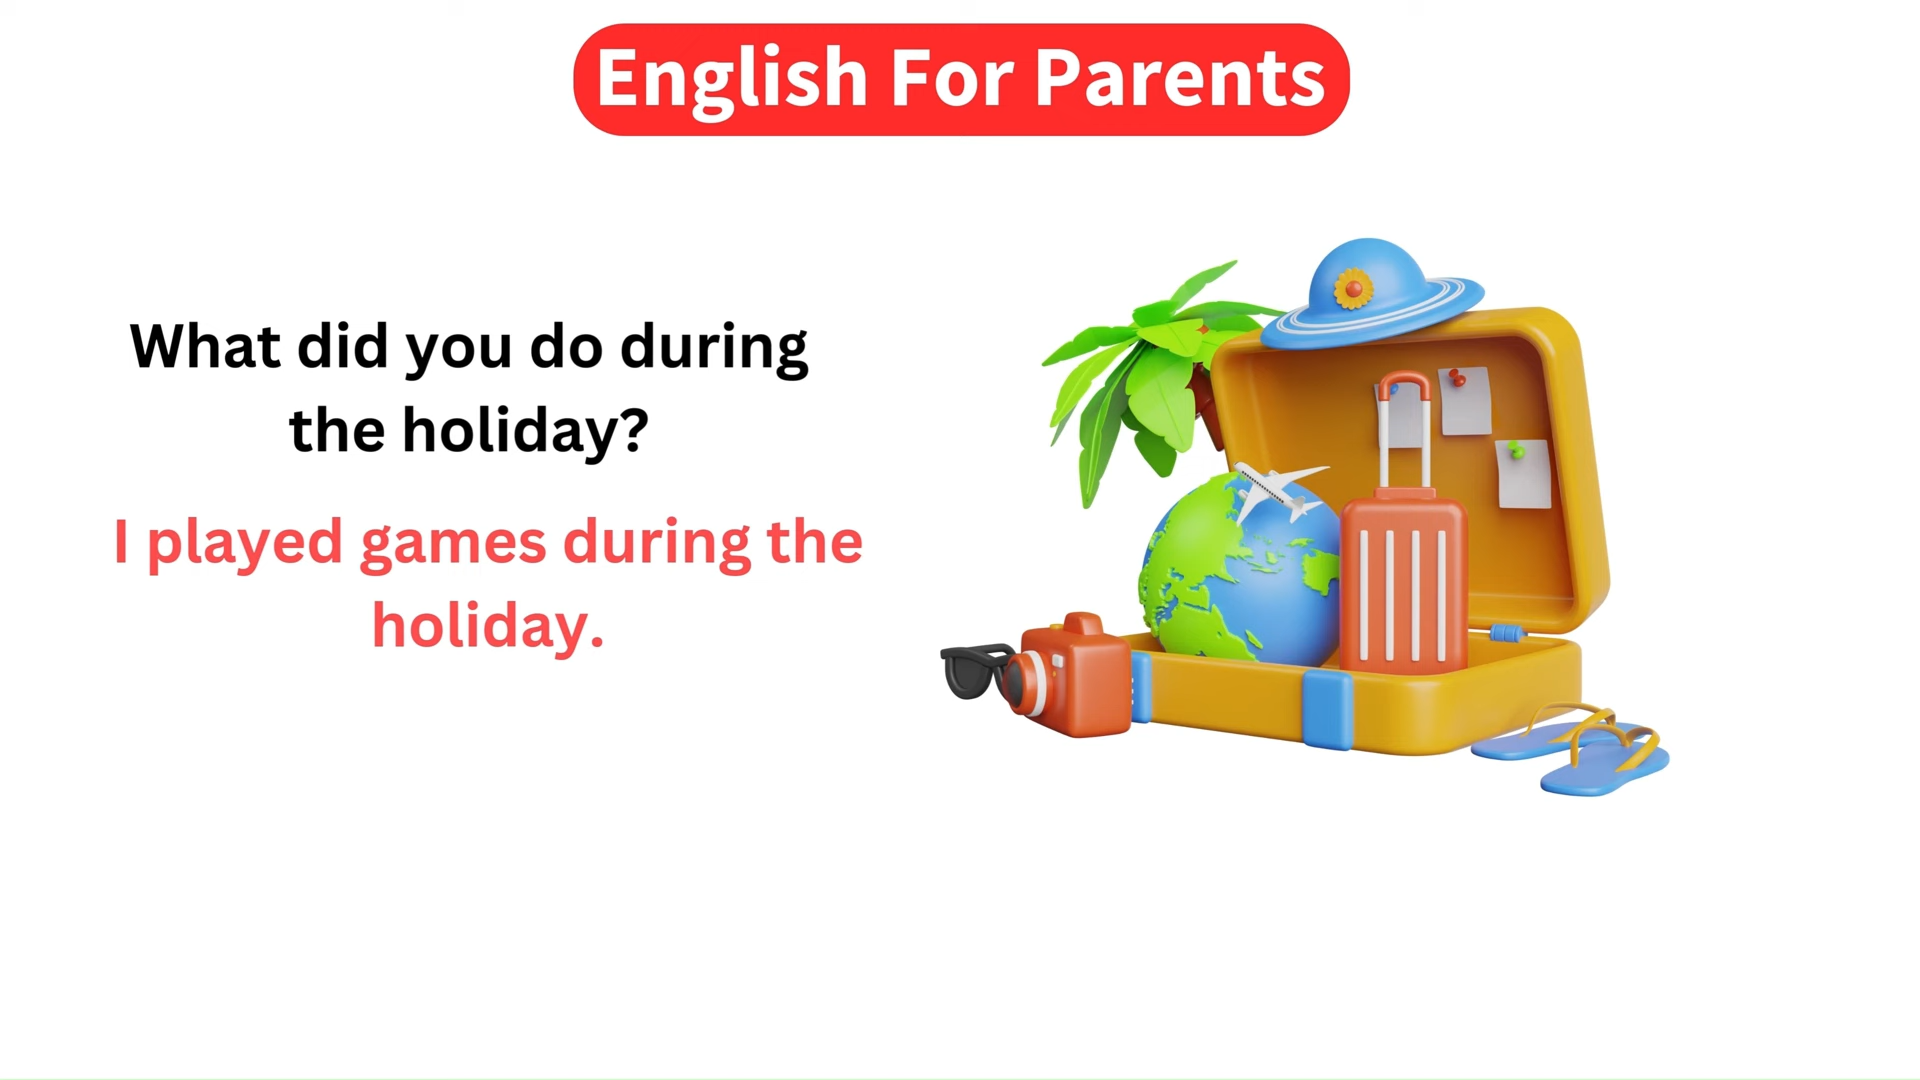 English For Parents
What did you do during
the holiday?
I played games during the
holiday.